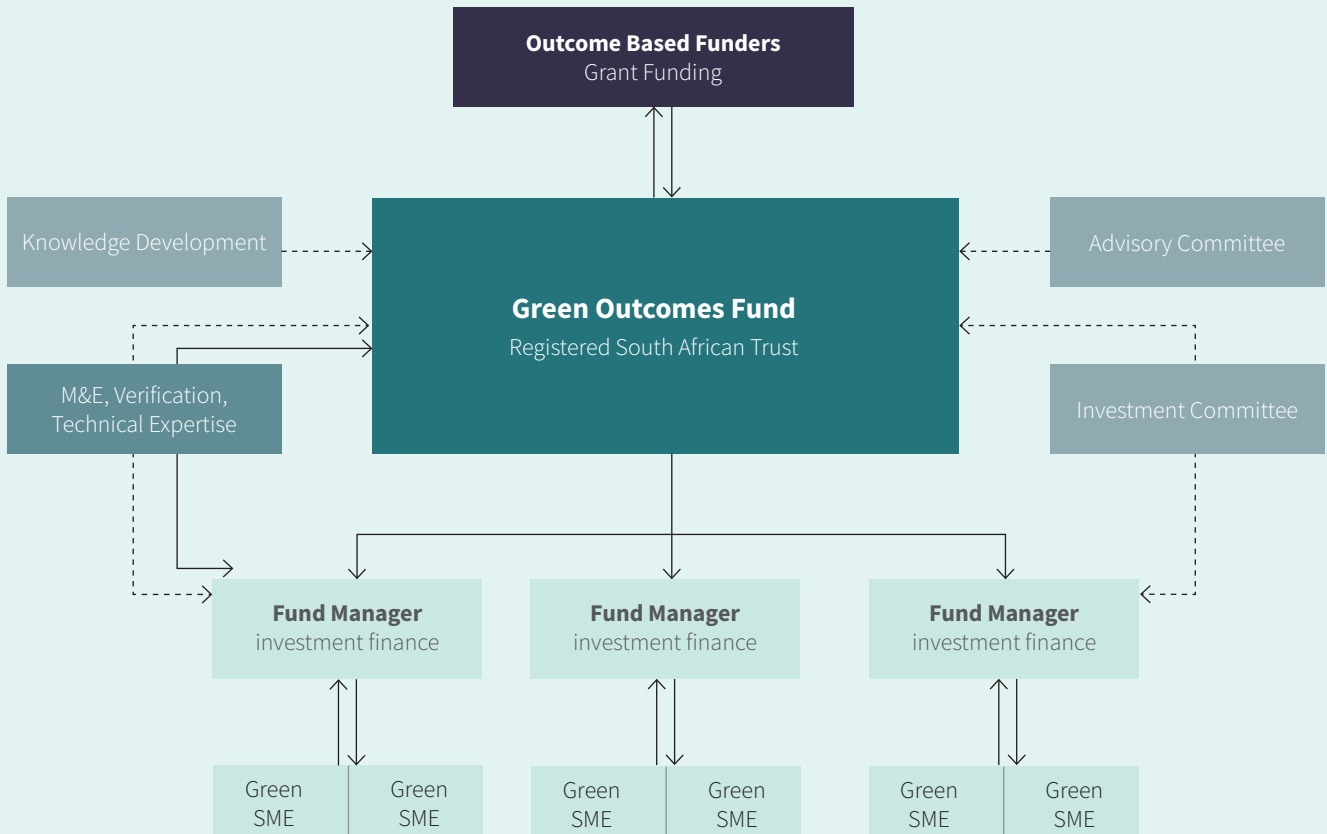 Outcome Based Funders
Grant Funding
Knowledge Development
Advisory Committee
Green Outcomes Fund
Registered South African Trust
M&E, Verification,
Technical Expertise
Investment Committee
Fund Manager
investment finance
Fund Manager
investment finance
Fund Manager
investment finance
Green
SME
Green
SME
Green
SME
Green
SME
Green
SME
Green
SME